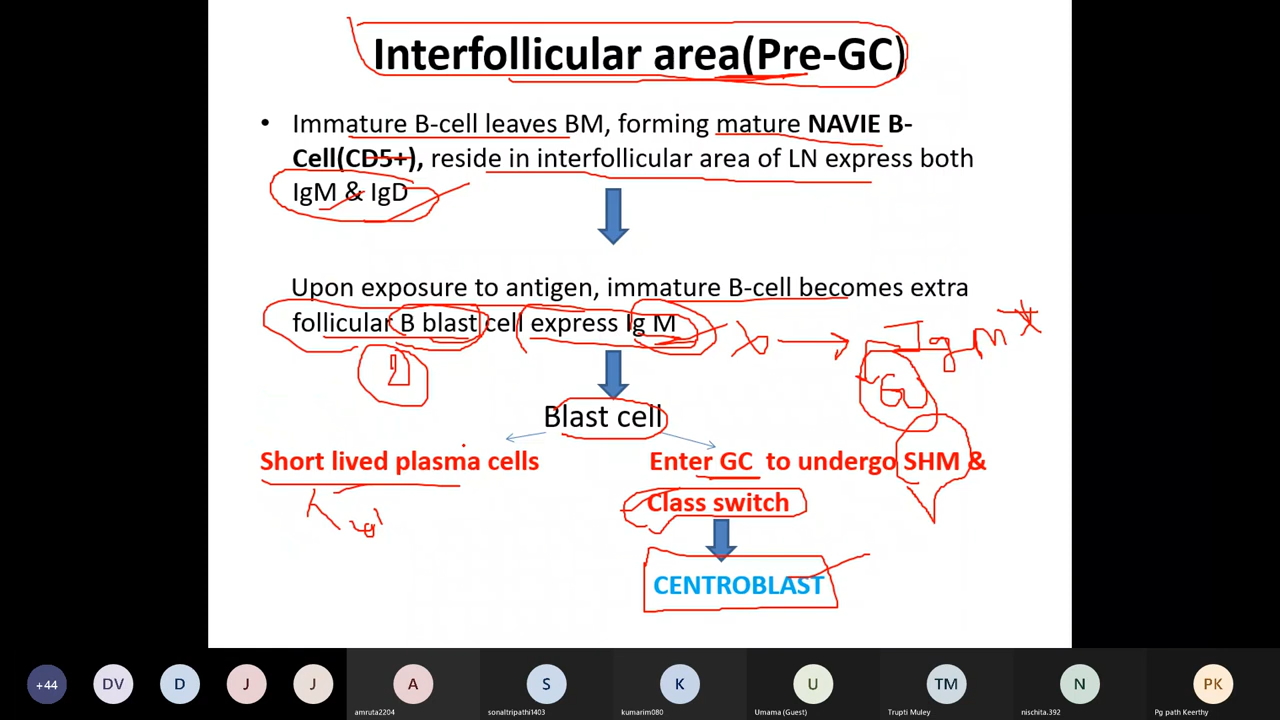 Interfollicular area(Pre-GC)
• Immature B-cell leaves BM, forming mature NAVIE B-
Cell(CD5+), reside in interfollicular area of LN express both
IgM & IgD
Upon exposure to antigen, immature B-cell becomes extra
follicular B blast cell express Ig M
IgM
Blast cell
Short lived plasma cells
Enter GC to undergo SHM &
Class switch
CENTROBLAST
+44 DV D J J A S K U TM N PK
amruta2204 sonaltripathi1403 kumarim080 Umama (Guest) Trupti Muley nischita.392 Pg path Keerthy